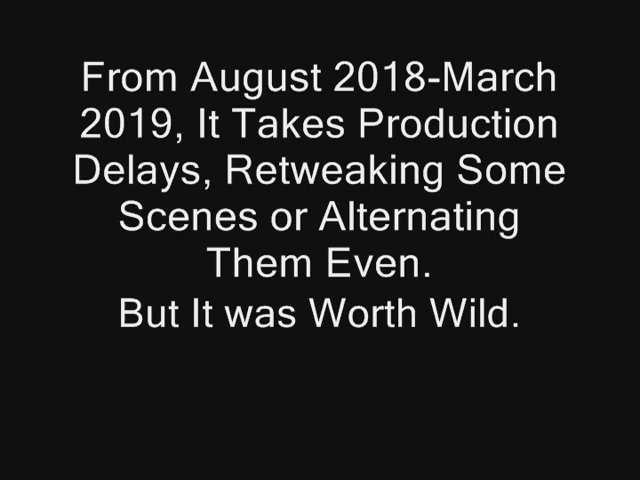 From August 2018-March
2019, It Takes Production
Delays, Retweaking Some
Scenes or Alternating
Them Even.
But It was Worth Wild.